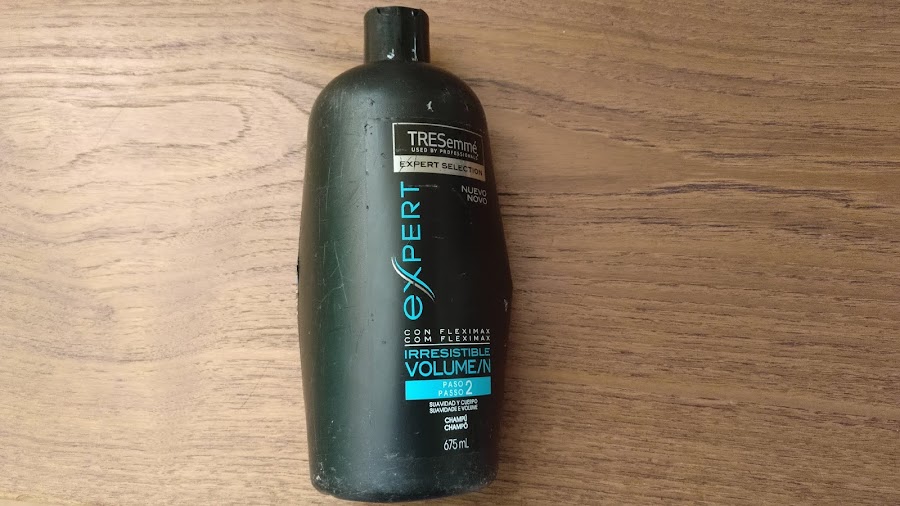 TRESemmé
USED BY PROFESSIONALS
EXPERT SELECTION
NUEVO
NOVO
eXPERT
CON FLEXIMAX
COM FLEXIMAX
IRRESISTIBLE
VOLUME/N
PASO
PASSO 2
SUAVIDAD Y CUERPO
SUAVIDADE E VOLUME
CHAMPÚ
CHAMPÔ
675 mL